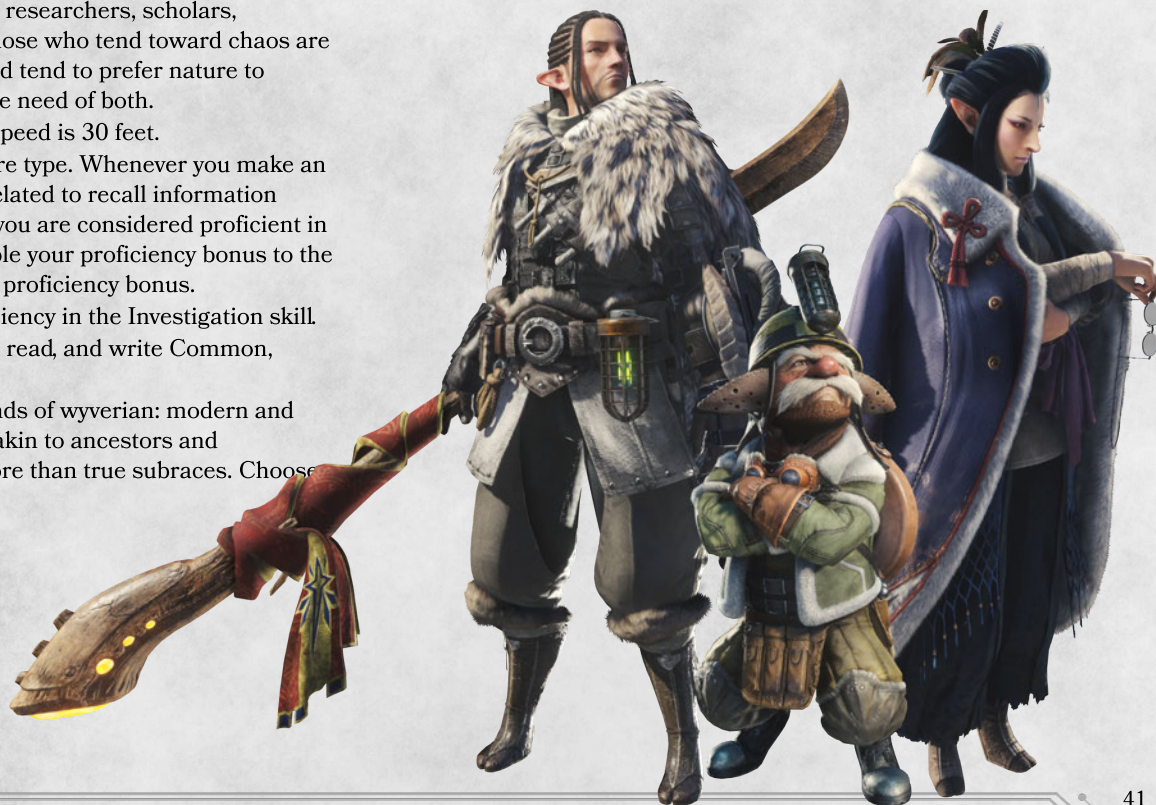 researchers, scholars,
ose who tend toward chaos are
d tend to prefer nature to
e need of both.
peed is 30 feet.
re type. Whenever you make an
elated to recall information
you are considered proficient in
ble your proficiency bonus to the
proficiency bonus.
iency in the Investigation skill.
read, and write Common,
nds of wyverian: modern and
akin to ancestors and
ore than true subraces. Choose
41